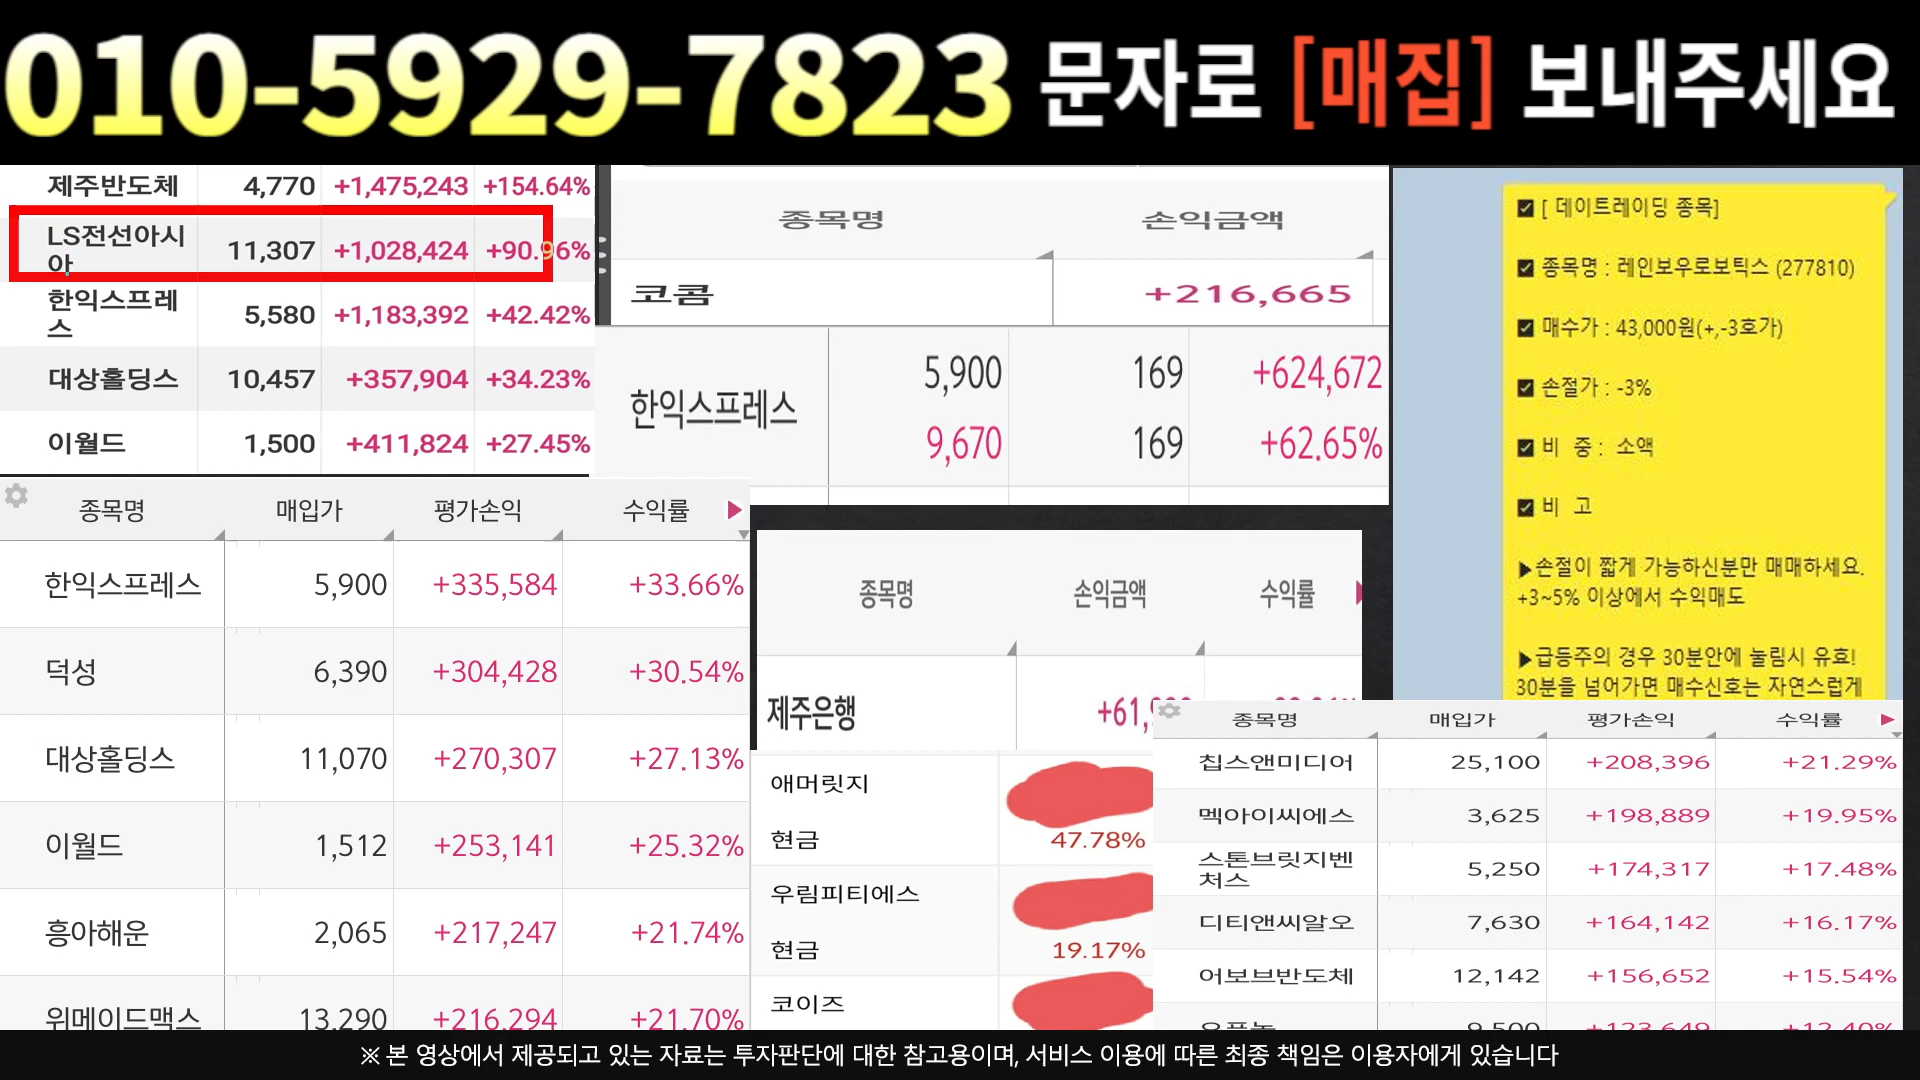 010-5929-7823 문자로 [매집] 보내주세요
제주반도체 4,770 +1,475,243 +154.64%
LS전선아시아 11,307 +1,028,424 +90.96%
한익스프레스 5,580 +1,183,392 +42.42%
대상홀딩스 10,457 +357,904 +34.23%
이월드 1,500 +411,824 +27.45%
종목명 매입가 평가손익 수익률
한익스프레스 5,900 +335,584 +33.66%
덕성 6,390 +304,428 +30.54%
대상홀딩스 11,070 +270,307 +27.13%
이월드 1,512 +253,141 +25.32%
흥아해운 2,065 +217,247 +21.74%
위메이드맥스 13,290 +216,294 +21.70%
종목명 손익금액
코콤 +216,665
한익스프레스
5,900 169 +624,672
9,670 169 +62.65%
종목명 손익금액 수익률
제주은행 +61,
애머릿지
현금 47.78%
우림피티에스
현금 19.17%
코이즈
[ 데이트레이딩 종목]
종목명 : 레인보우로보틱스 (277810)
매수가 : 43,000원(+,-3호가)
손절가 : -3%
비 중 : 소액
비 고
▶손절이 짧게 가능하신분만 매매하세요.
+3~5% 이상에서 수익매도
▶급등주의 경우 30분안에 눌림시 유효!
30분을 넘어가면 매수신호는 자연스럽게
종목명 매입가 평가손익 수익률
칩스앤미디어 25,100 +208,396 +21.29%
멕아이씨에스 3,625 +198,889 +19.95%
스톤브릿지벤처스 5,250 +174,317 +17.48%
디티앤씨알오 7,630 +164,142 +16.17%
어보브반도체 12,142 +156,652 +15.54%
※ 본 영상에서 제공되고 있는 자료는 투자판단에 대한 참고용이며, 서비스 이용에 따른 최종 책임은 이용자에게 있습니다